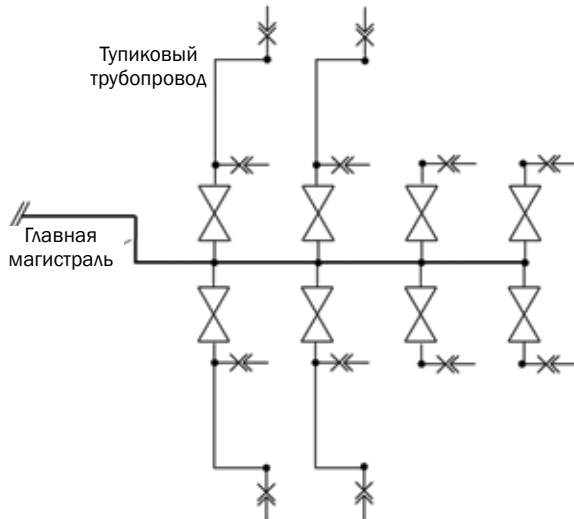 Тупиковый
трубопровод
Главная
магистраль